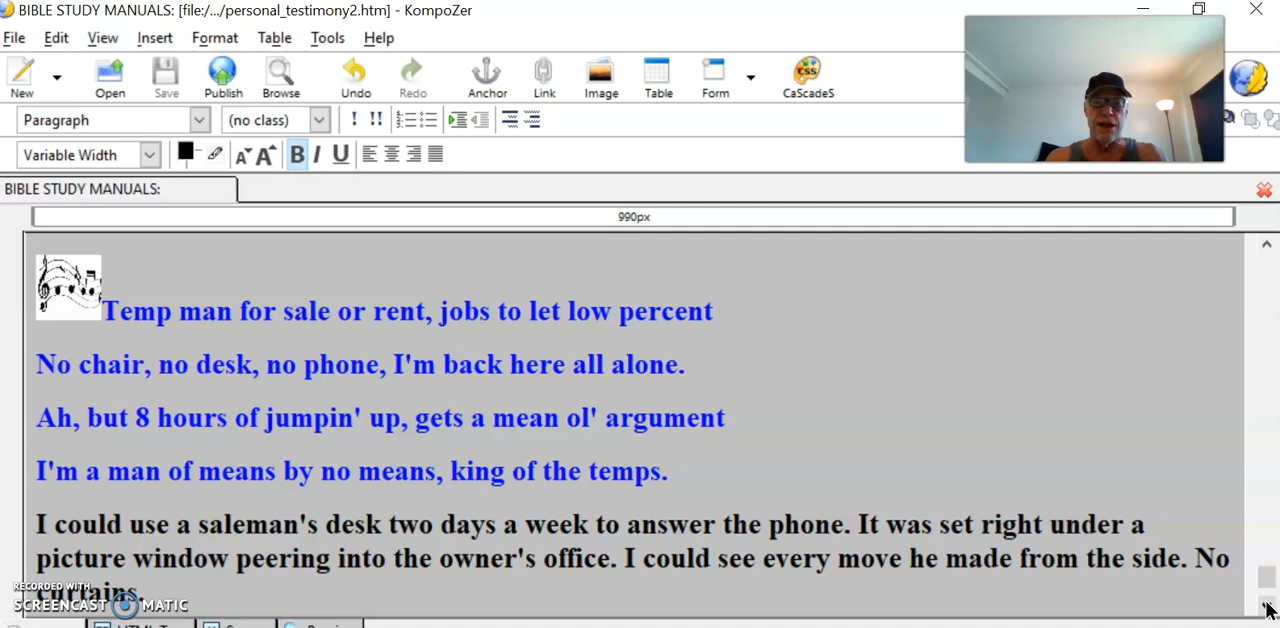 BIBLE STUDY MANUALS: [file:/.../personal_testimony2.htm] - KompoZer
File Edit View Insert Format Table Tools Help
New Open Save Publish Browse Undo Redo Anchor Link Image Table Form CaScadeS
Paragraph (no class)
Variable Width B I U
BIBLE STUDY MANUALS:
990px
Temp man for sale or rent, jobs to let low percent
No chair, no desk, no phone, I'm back here all alone.
Ah, but 8 hours of jumpin' up, gets a mean ol' argument
I'm a man of means by no means, king of the temps.
I could use a saleman's desk two days a week to answer the phone. It was set right under a
picture window peering into the owner's office. I could see every move he made from the side. No
curtains.
RECORDED WITH
SCREENCAST MATIC